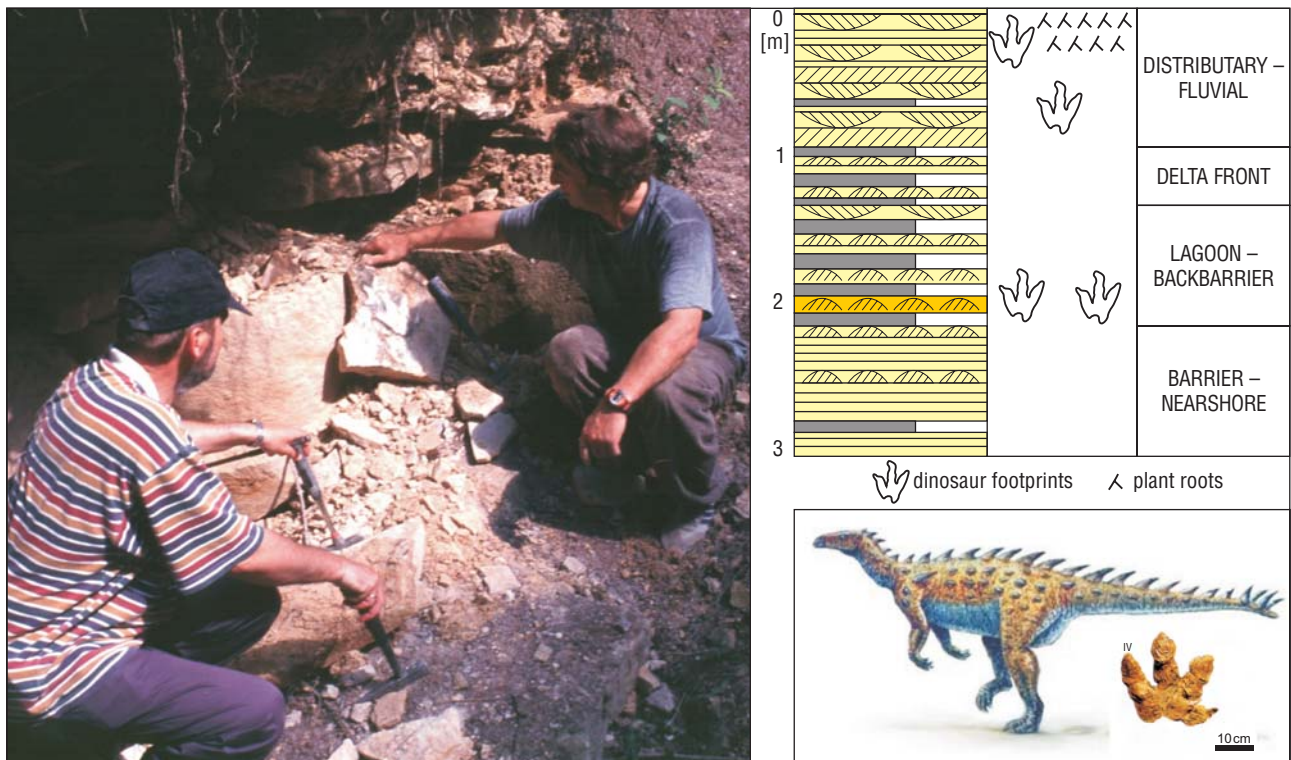 0
[m]
1
2
3
DISTRIBUTARY –
FLUVIAL
DELTA FRONT
LAGOON –
BACKBARRIER
BARRIER –
NEARSHORE
dinosaur footprints
plant roots
IV
10 cm